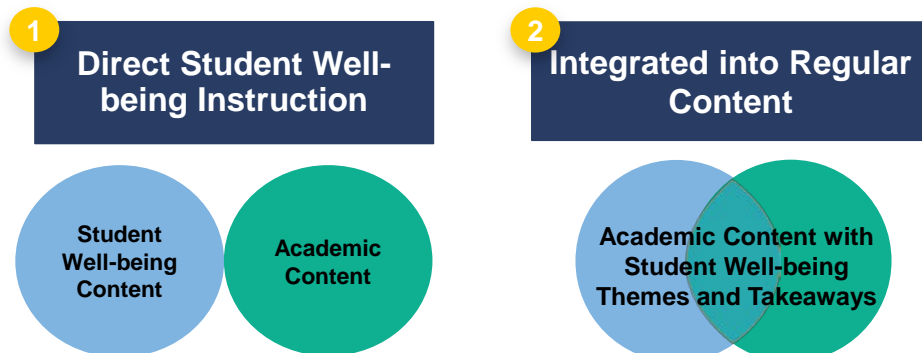 1
Direct Student Well-
being Instruction
Student
Well-being
Content
Academic
Content
2
Integrated into Regular
Content
Academic Content with
Student Well-being
Themes and Takeaways